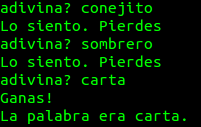 adivina? conejito
Lo siento. Pierdes
adivina? sombrero
Lo siento. Pierdes
adivina? carta
Ganas!
La palabra era carta.